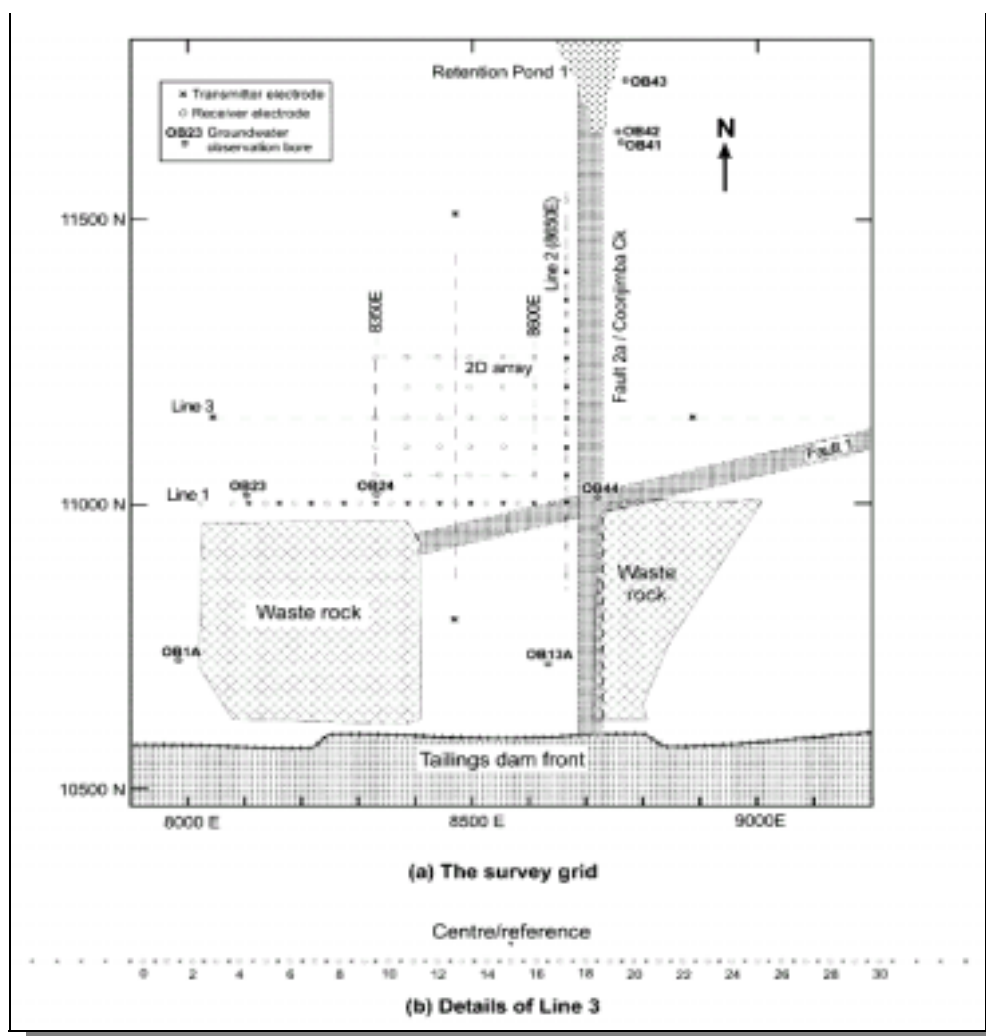 Retention Pond 1
OB43
× Transmitter electrode
○ Receiver electrode
OB23 Groundwater
observation bore
OB42
OB41
N
11500 N
Line 2 (8650E)
Fault 2a / Coonjimba Ck
8350E
8600E
2D array
Line 3
Fault 1
OB23
OB24
OB44
Line 1
11000 N
Waste
rock
Waste rock
OB1A
OB13A
Tailings dam front
10500 N
8000 E
8500 E
9000E
(a) The survey grid
Centre/reference
0 2 4 6 8 10 12 14 16 18 20 22 24 26 28 30
(b) Details of Line 3